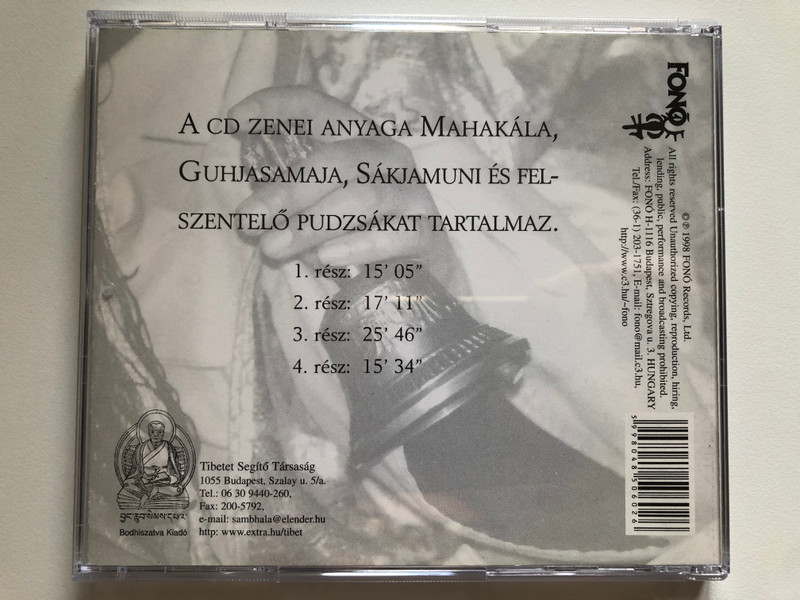 A CD ZENEI ANYAGA MAHAKÁLA,
GUHJASAMAJA, SÁKJAMUNI ÉS FEL-
SZENTELŐ PUDZSÁKAT TARTALMAZ.
1. rész: 15’ 05”
2. rész: 17’ 11”
3. rész: 25’ 46”
4. rész: 15’ 34”
Bodhiszatva Kiadó
Tibetet Segítő Társaság
1055 Budapest, Szalay u. 5/a.
Tel.: 06 30 9440-260,
Fax: 200-5792,
e-mail: sambhala@elender.hu
http: www.extra.hu/tibet
FONÓ
© ℗ 1998 FONÓ Records, Ltd.
All rights reserved Unauthorized copying, reproduction, hiring,
lending, public, performance and broadcasting prohibited.
Address: FONÓ H-1116 Budapest, Sztregova u. 3. HUNGARY
Tel./Fax: (36-1) 203-1751, E-mail: fono@mail.c3.hu,
http://www.c3.hu/~fono
5998048506026